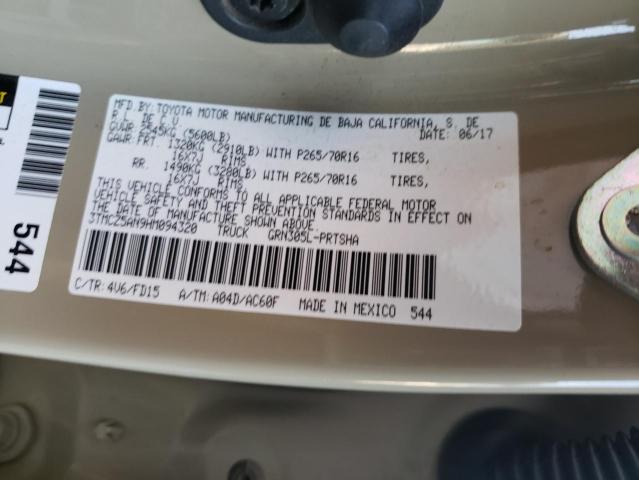 MFD.BY:TOYOTA MOTOR MANUFACTURING DE BAJA CALIFORNIA, S. DE
R.L. DE C.V. DATE: 06/17
GVWR 2545KG (5600LB)
GAWR: FRT. 1320KG (2910LB) WITH P265/70R16 TIRES,
16X7J RIMS
RR. 1490KG (3280LB) WITH P265/70R16 TIRES,
16X7J RIMS,
THIS VEHICLE CONFORMS TO ALL APPLICABLE FEDERAL MOTOR
VEHICLE SAFETY AND THEFT PREVENTION STANDARDS IN EFFECT ON
THE DATE OF MANUFACTURE SHOWN ABOVE.
3TMCZ5AN9HM094320 TRUCK GRN305L-PRTSHA
C/TR: 4V6/FD15 A/TM: A04D/AC60F MADE IN MEXICO 544
544